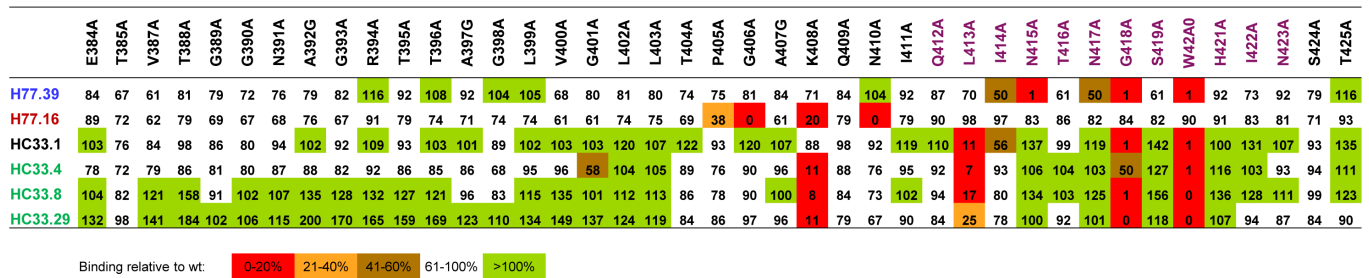 E384A T385A V387A T388A G389A G390A N391A A392G G393A R394A T395A T396A A397G G398A L399A V400A G401A L402A L403A T404A P405A G406A A407G K408A Q409A N410A I411A Q412A L413A I414A N415A T416A N417A G418A S419A W42A0 H421A I422A N423A S424A T425A
H77.39 84 67 61 81 79 72 76 79 82 116 92 108 92 104 105 68 80 81 80 74 75 81 84 71 84 104 92 87 70 50 1 61 50 1 61 1 92 73 92 79 116
H77.16 89 72 62 79 69 67 68 76 67 91 79 74 71 74 74 61 61 74 75 69 38 0 61 20 79 0 79 90 98 97 83 86 82 84 82 90 91 83 81 71 93
HC33.1 103 76 84 98 86 80 94 102 92 109 93 103 101 89 102 103 103 120 107 122 93 120 107 88 98 92 119 110 11 56 137 99 119 1 142 1 100 131 107 93 135
HC33.4 78 72 79 86 81 80 87 88 82 92 86 85 86 68 95 96 58 104 105 89 76 90 96 11 88 76 95 92 7 93 106 104 118 50 127 1 116 103 93 94 111
HC33.8 104 82 121 158 91 102 107 135 128 132 127 121 96 83 115 135 101 112 113 86 78 90 100 8 84 73 102 94 17 75 134 103 125 1 156 0 136 128 111 99 123
HC33.29 132 98 141 184 102 106 115 200 170 165 159 169 123 110 134 149 137 124 119 84 86 97 96 11 79 67 90 84 25 78 100 92 101 0 118 0 107 94 87 84 90
Binding relative to wt: 0-20% 21-40% 41-60% 61-100% >100%